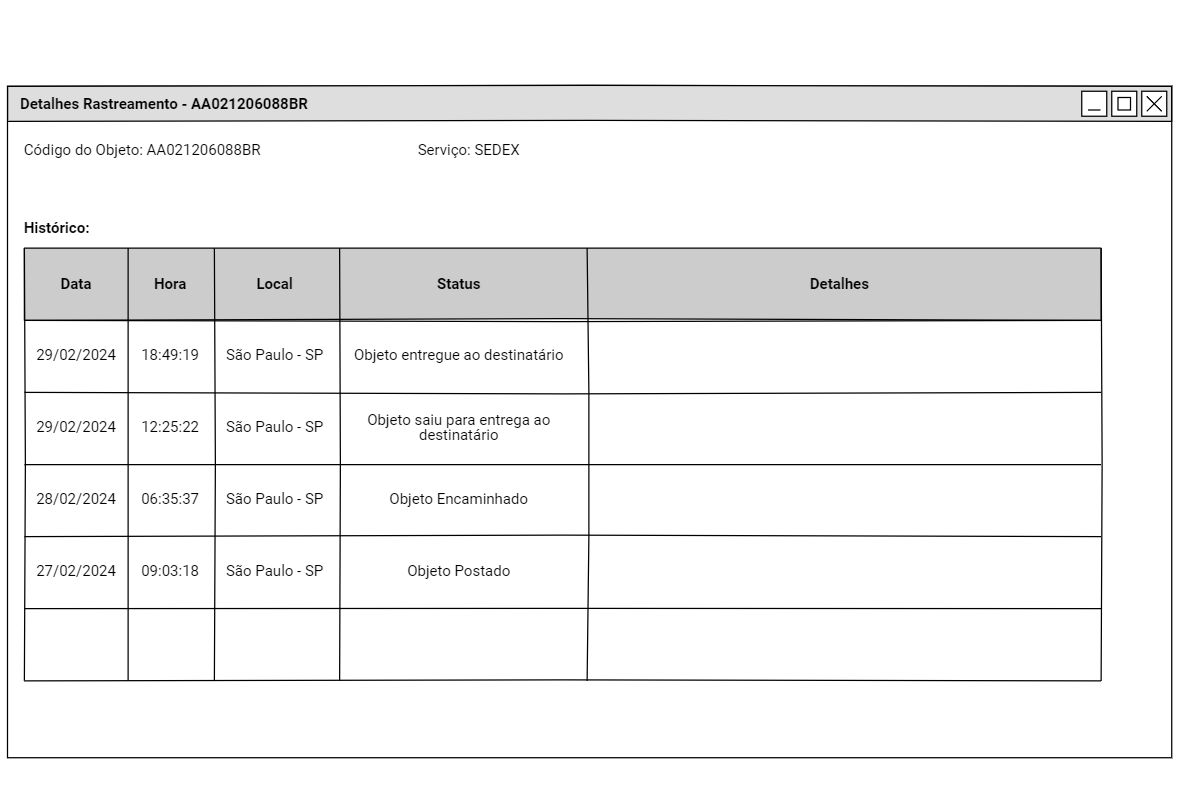 Detalhes Rastreamento - AA021206088BR
Código do Objeto: AA021206088BR Serviço: SEDEX
Histórico:
Data Hora Local Status Detalhes
29/02/2024 18:49:19 São Paulo - SP Objeto entregue ao destinatário
29/02/2024 12:25:22 São Paulo - SP Objeto saiu para entrega ao
destinatário
28/02/2024 06:35:37 São Paulo - SP Objeto Encaminhado
27/02/2024 09:03:18 São Paulo - SP Objeto Postado